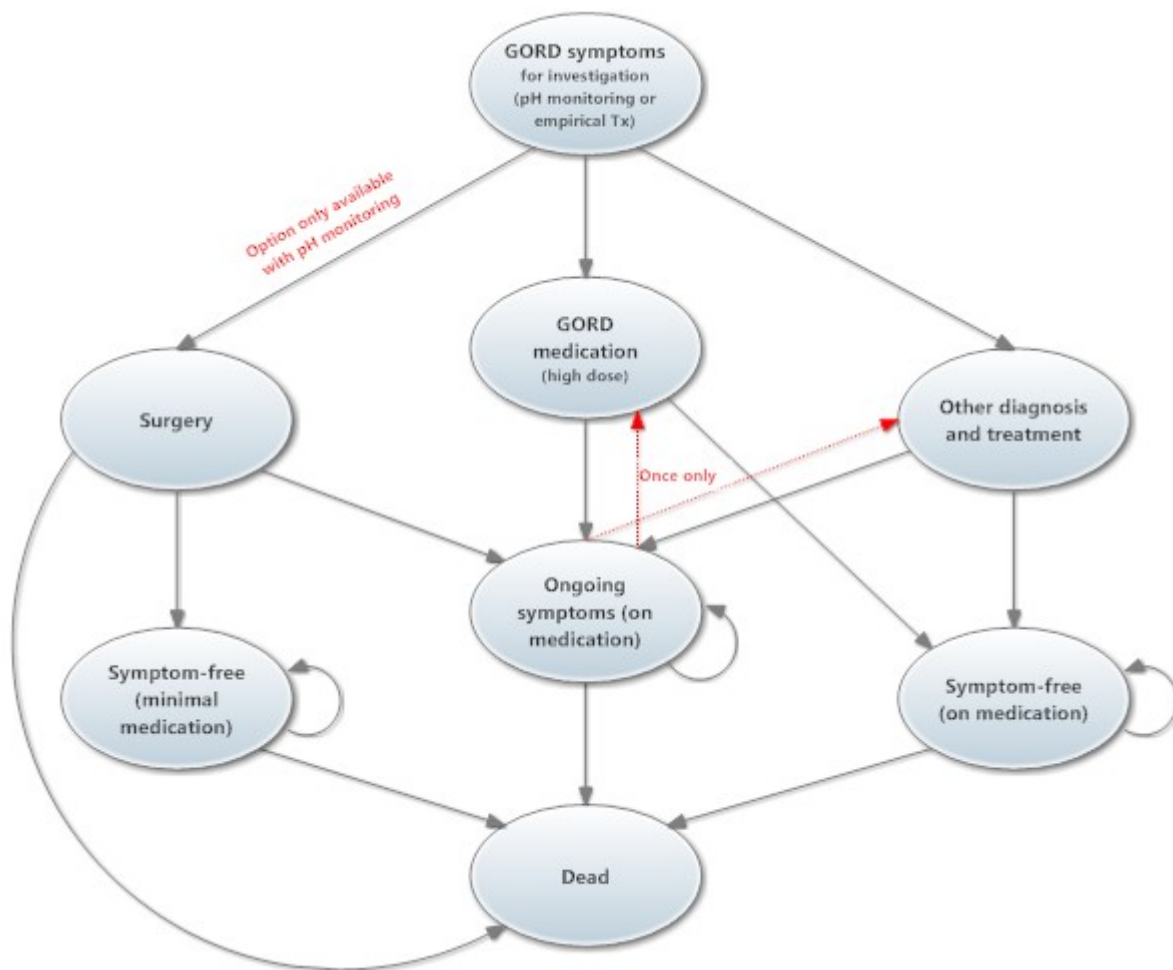 GORD symptoms
for investigation
(pH monitoring or
empirical Tx)
Option only available
with pH monitoring
GORD
medication
(high dose)
Surgery
Other diagnosis
and treatment
Once only
Ongoing
symptoms (on
medication)
Symptom-free
(minimal
medication)
Symptom-free
(on medication)
Dead